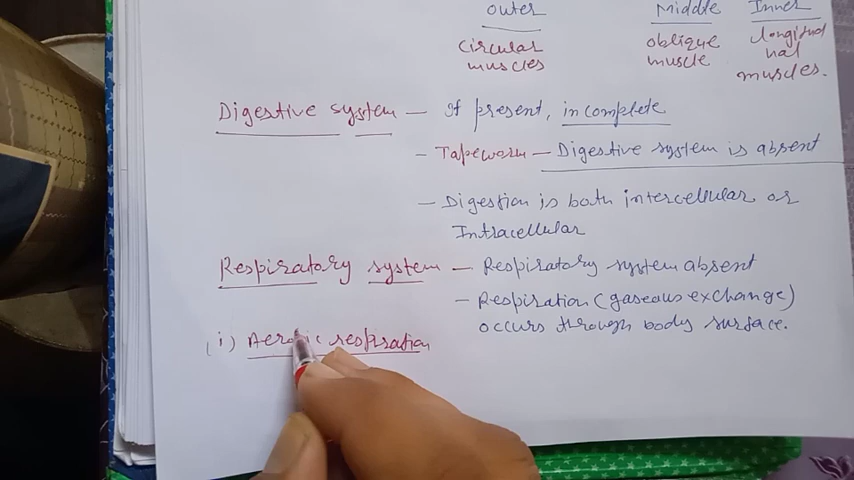 outer Middle Inner
circular muscles oblique muscle longitudnal muscles.
Digestive system — If present, incomplete
- Tapeworm - Digestive system is absent
- Digestion is both intercellular or
Intracellular
Respiratory system - Respiratory system absent
- Respiration (gaseous exchange)
occurs through body surface.
(i) respiration